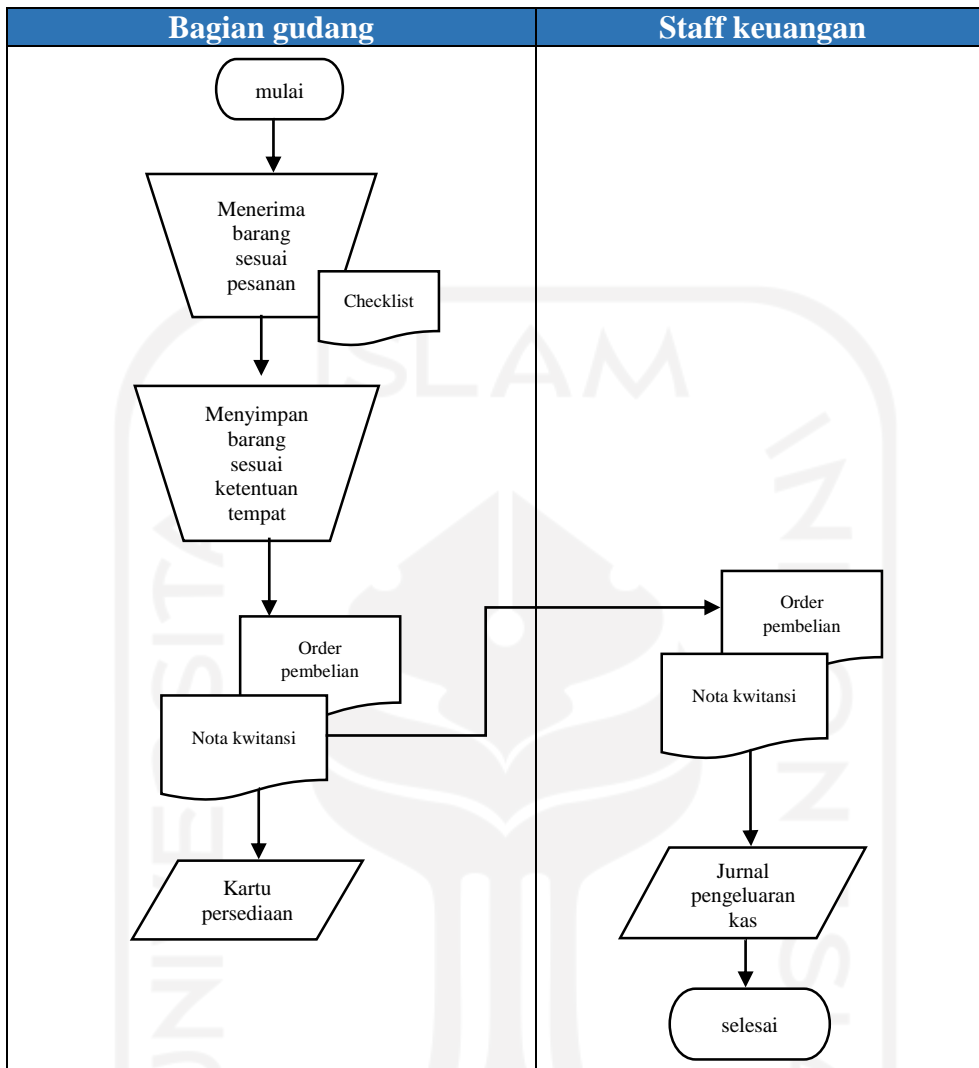 Bagian gudang
Staff keuangan
mulai
Menerima
barang
sesuai
pesanan
Checklist
Menyimpan
barang
sesuai
ketentuan
tempat
Order
pembelian
Nota kwitansi
Kartu
persediaan
Order
pembelian
Nota kwitansi
Jurnal
pengeluaran
kas
selesai
ISLAM